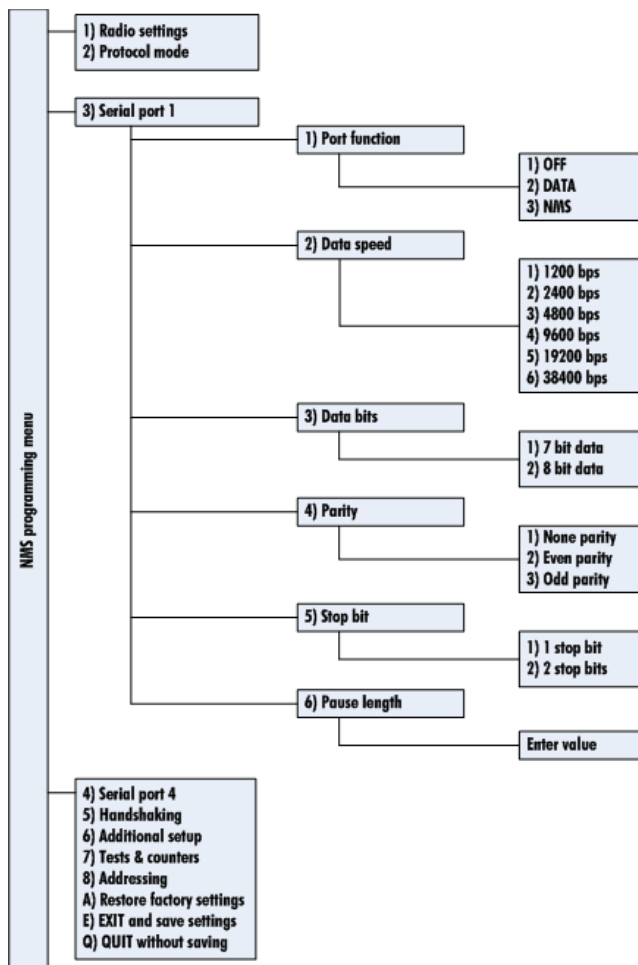 NMS programming menu
1) Radio settings
2) Protocol mode
3) Serial port 1
1) Port function
1) OFF
2) DATA
3) NMS
2) Data speed
1) 1200 bps
2) 2400 bps
3) 4800 bps
4) 9600 bps
5) 19200 bps
6) 38400 bps
3) Data bits
1) 7 bit data
2) 8 bit data
4) Parity
1) None parity
2) Even parity
3) Odd parity
5) Stop bit
1) 1 stop bit
2) 2 stop bits
6) Pause length
Enter value
4) Serial port 4
5) Handshaking
6) Additional setup
7) Tests & counters
8) Addressing
A) Restore factory settings
E) EXIT and save settings
Q) QUIT without saving